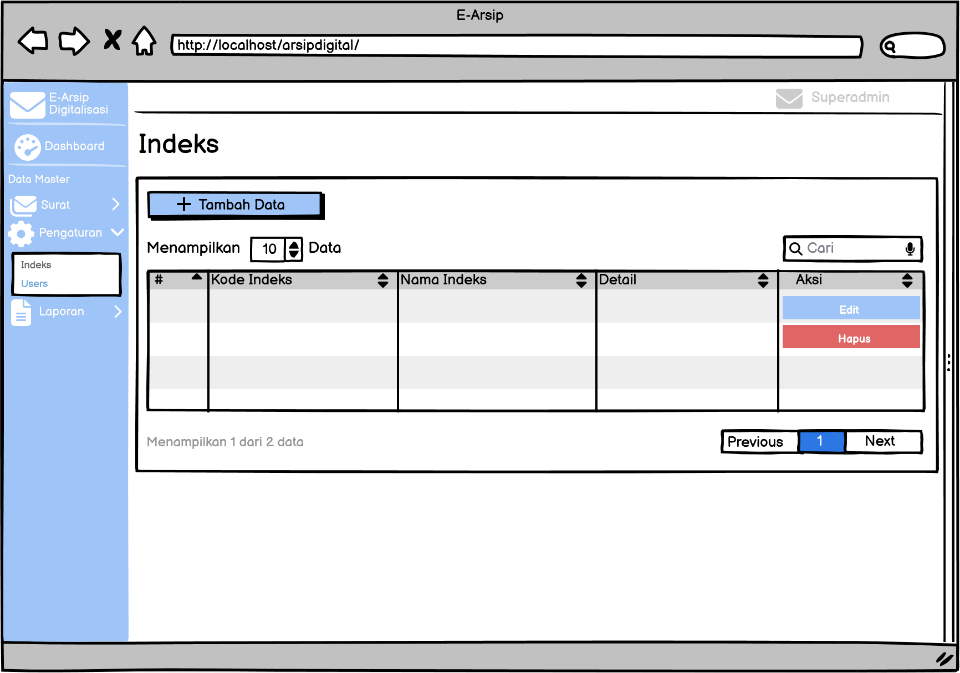 E-Arsip
http://localhost/arsipdigital/
E-Arsip
Digitalisasi
Superadmin
Dashboard
Indeks
Data Master
Surat
Pengaturan
Indeks
Users
Laporan
+ Tambah Data
Menampilkan 10 Data
Cari
# Kode Indeks Nama Indeks Detail Aksi
Edit
Hapus
Menampilkan 1 dari 2 data
Previous 1 Next